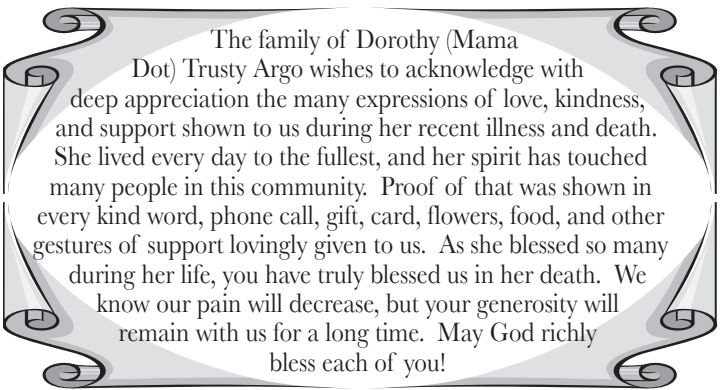 The family of Dorothy (Mama
Dot) Trusty Argo wishes to acknowledge with
deep appreciation the many expressions of love, kindness,
and support shown to us during her recent illness and death.
She lived every day to the fullest, and her spirit has touched
many people in this community.  Proof of that was shown in
every kind word, phone call, gift, card, flowers, food, and other
gestures of support lovingly given to us.  As she blessed so many
during her life, you have truly blessed us in her death.  We
know our pain will decrease, but your generosity will
remain with us for a long time.  May God richly
bless each of you!